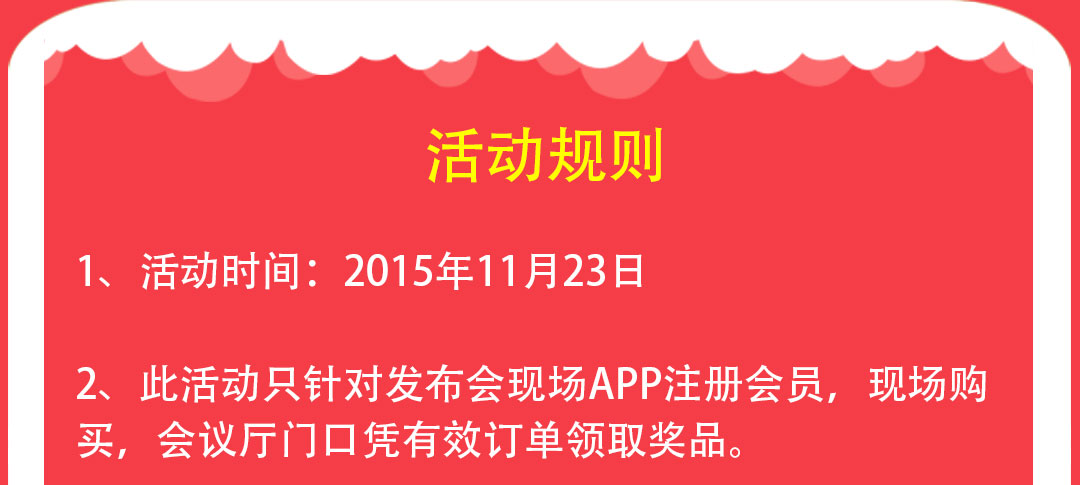 活动规则
1、活动时间：2015年11月23日
2、此活动只针对发布会现场APP注册会员，现场购
买，会议厅门口凭有效订单领取奖品。